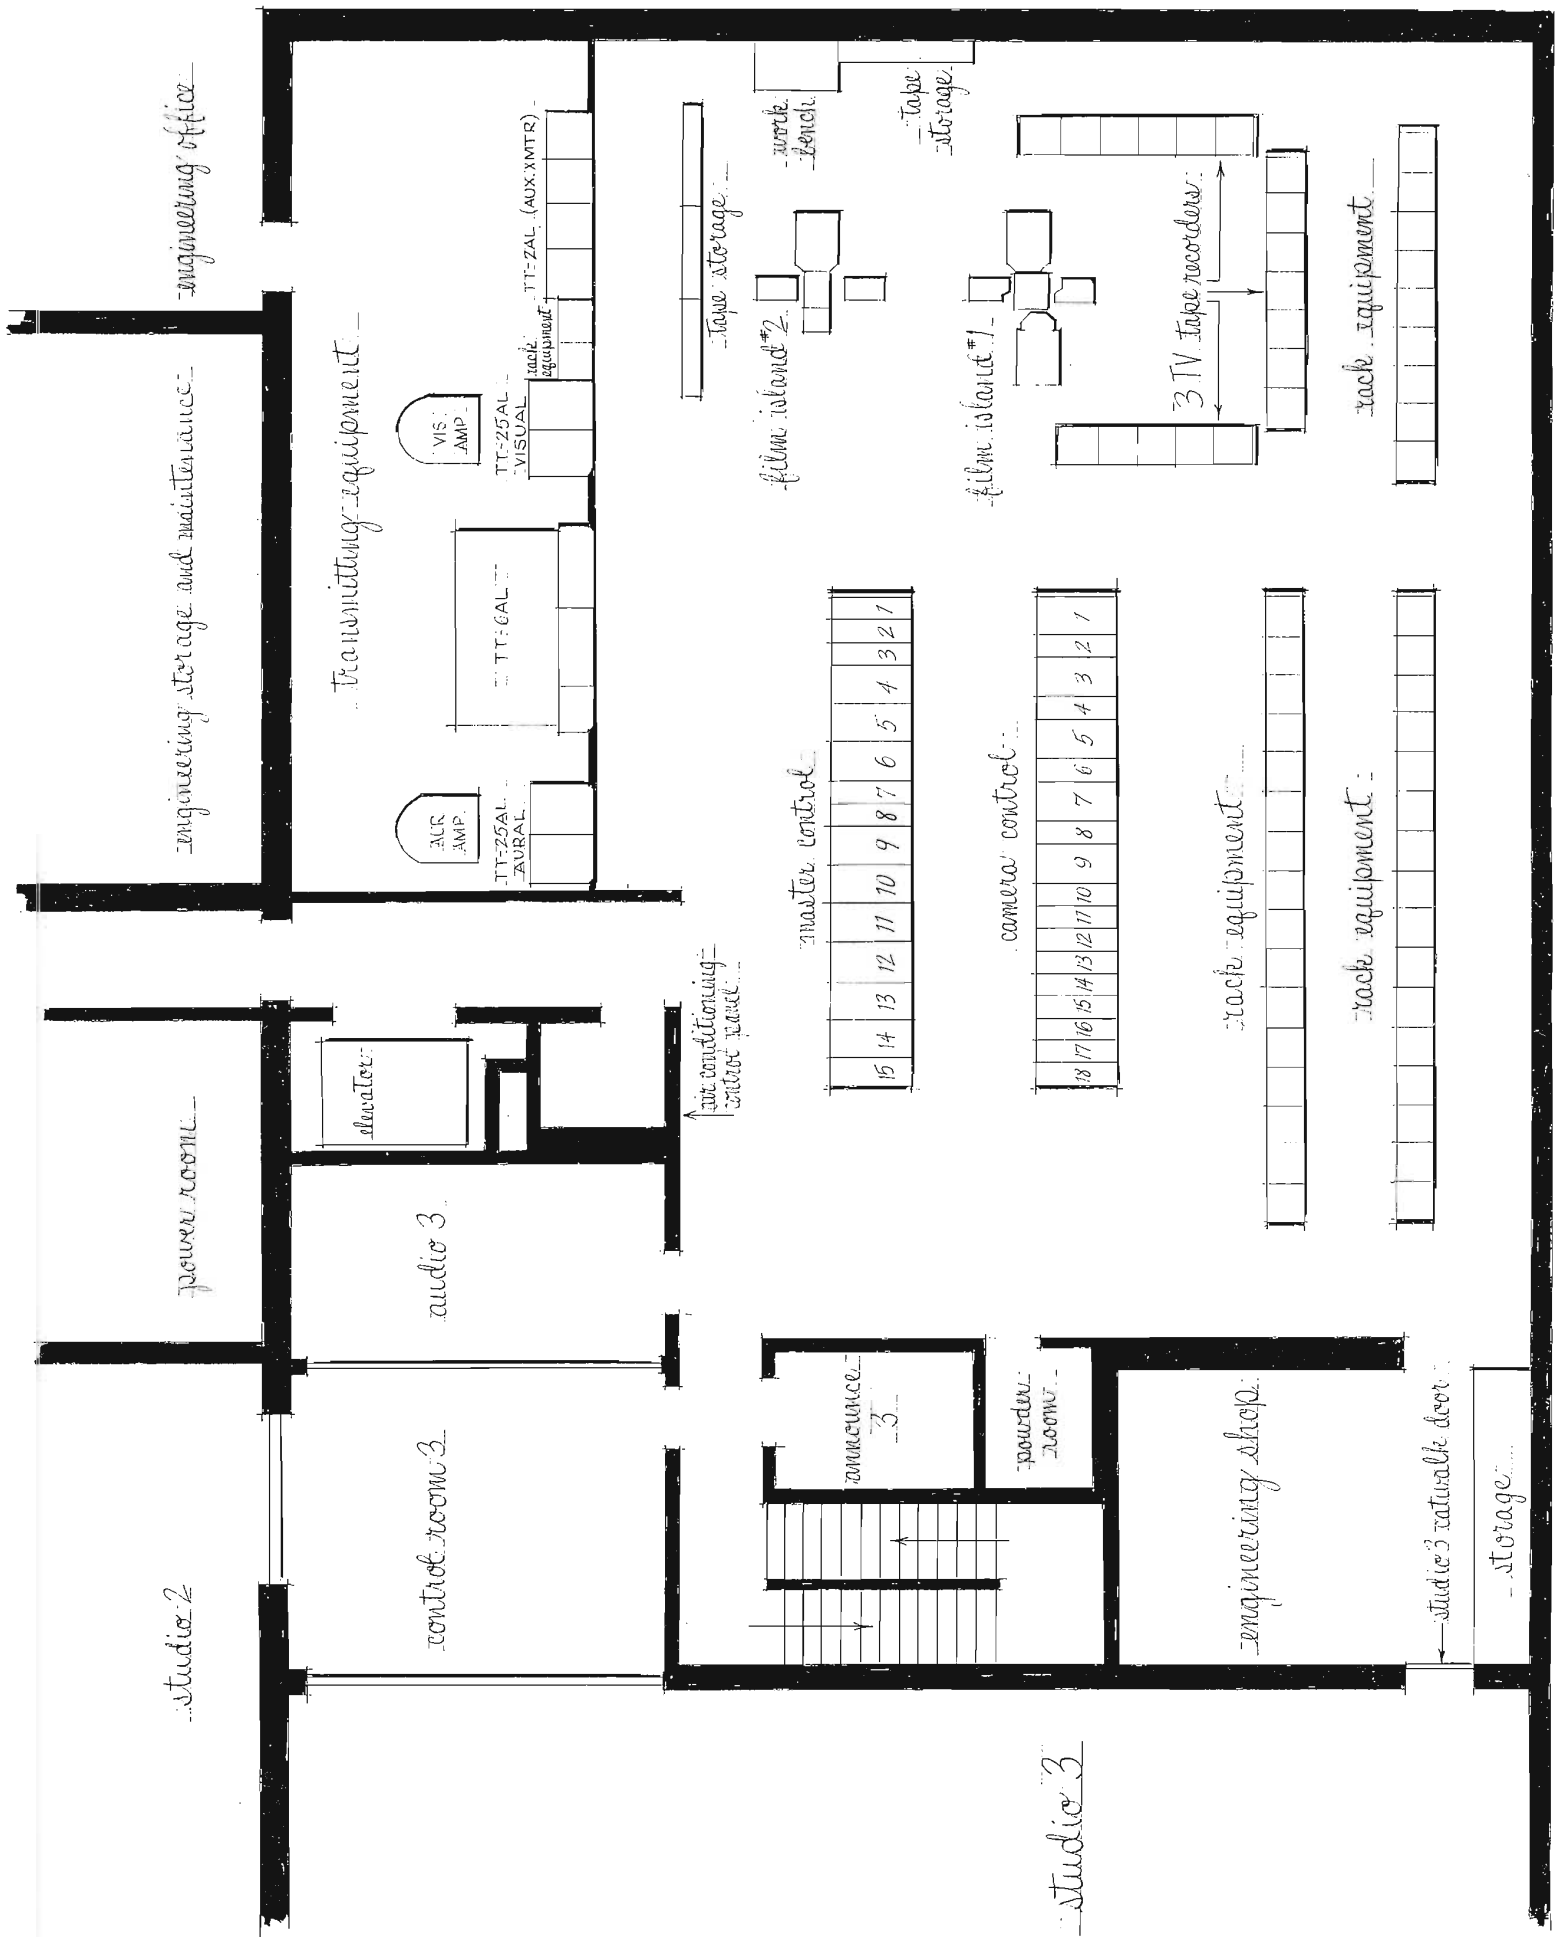 engineering office
engineering storage and maintenance
power room
studio 2
transmitting equipment
TT-2AL (AUX. XMTR)
rack
equipment
VIS.
AMP.
TT-25AL
VISUAL
TT-6AL
AUR.
AMP.
TT-25AL
AURAL
elevator
air conditioning
control panel
audio 3
control room 3
tape storage
work
bench
tape
storage
film island #2
film island #1
3 TV tape recorders
rack equipment
master control
15 14 13 12 11 10 9 8 7 6 5 4 3 2 1
camera control
18 17 16 15 14 13 12 11 10 9 8 7 6 5 4 3 2 1
rack equipment
rack equipment
announce
3
powder
room
engineering shop
studio 3 catwalk door
storage
studio 3